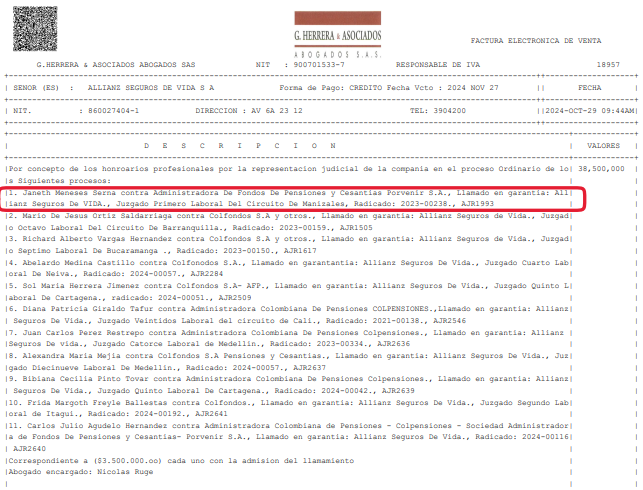 G. HERRERA & ASOCIADOS
ABOGADOS S.A.S.
FACTURA ELECTRONICA DE VENTA
G.HERRERA & ASOCIADOS ABOGADOS SAS NIT : 900701533-7 RESPONSABLE DE IVA 18957
SENOR (ES) : ALLIANZ SEGUROS DE VIDA S A Forma de Pago: CREDITO Fecha Vcto : 2024 NOV 27 FECHA
NIT. : 860027404-1 DIRECCION : AV 6A 23 12 TEL: 3904200 2024-OCT-29 09:44AM
D E S C R I P C I O N VALORES
Por concepto de los honroarios profesionales por la representacion judicial de la compania en el proceso Ordinario de lo 38,500,000
s Siguientes procesos:
1. Janeth Meneses Serna contra Administradora De Fondos De Pensiones y Cesantias Porvenir S.A., Llamado en garantia: All
ianz Seguros De VIDA., Juzgado Primero Laboral Del Circuito De Manizales, Radicado: 2023-00238., AJR1993
2. Mario De Jesus Ortiz Saldarriaga contra Colfondos S.A y otros., Llamado en garantia: Allianz Seguros de Vida., Juzgad
o Octavo Laboral Del Circuito De Barranquilla., Radicado: 2023-00159., AJR1505
3. Richard Alberto Vargas Hernandez contra Colfondos S.A y otros., Llamado en garantia: Allianz Seguros de Vida., Juzgad
o Septimo Laboral De Bucaramanga ., Radicado: 2023-00150., AJR1617
4. Abelardo Medina Castillo contra Colfonodos S.A., Llamado en garantantia: Allianz Seguros De Vida., Juzgado Cuarto Lab
oral De Neiva., Radicado: 2024-00057., AJR2284
5. Sol Maria Herrera Jimenez contra Colfondos S.A- AFP., Llamado en garantia: Allianz Seguros De Vida., Juzgado Quinto L
aboral De Cartagena., radicado: 2024-00051., AJR2509
6. Diana Patricia Giraldo Tafur contra Administradora Colombiana De Pensiones COLPENSIONES.,Llamado en garantia: Allianz
Seguros De Vida., Juzgado Veintidos Laboral del circuito de Cali., Radicado: 2021-00138., AJR2546
7. Juan Carlos Perez Restrepo contra Administradora Colombiana De Pensiones Colpensiones., Llamado en garantia: Allianz
Seguros De vida., Juzgado Catorce Laboral de Medellin., Radicado: 2023-00334., AJR2636
8. Alexandra Maria Mejia contra Colfondos S.A Pensiones y Cesantias., Llamado en garantia: Allianz Seguros De Vida., Juz
gado Diecinueve Laboral De Medellin., Radicado: 2024-00057., AJR2637
9. Bibiana Cecilia Pinto Tovar contra Administradora Colombiana De Pensiones Colpensiones., Llamado en garantia: Allianz
Seguros De Vida., Juzgado Quinto Laboral De Cartagena., Radicado: 2024-00042., AJR2639
10. Frida Margoth Freyle Ballestas contra Colfondos., Llamado en garantia: Allianz Seguros De Vida., Juzgado Segundo Lab
oral de Itagui., Radicado: 2024-00192., AJR2641
11. Carlos Julio Agudelo Hernandez contra Administradora Colombiana de Pensiones - Colpensiones - Sociedad Administrador
a de Fondos De Pensiones y Cesantias- Porvenir S.A., Llamado en garantia: Allianz Seguros De Vida., Radicado: 2024-00116
AJR2640
Correspondiente a ($3.500.000.oo) cada uno con la admision del llamamiento
Abogado encargado: Nicolas Ruge